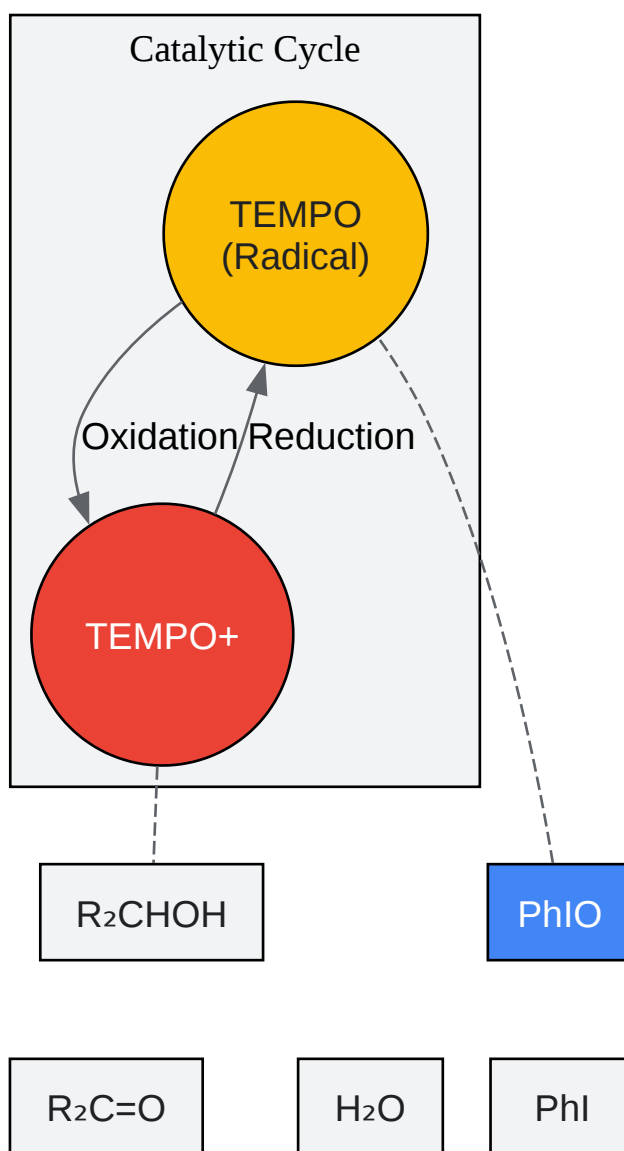 Catalytic Cycle
TEMPO
(Radical)
Oxidation
Reduction
TEMPO+
R₂CHOH
PhIO
R₂C=O
H₂O
PhI